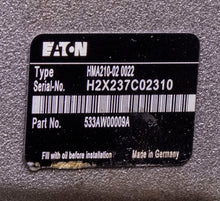 EATON
Type HMA210-02 0022
Serial-No. H2X237C02310
Part No. 533AW00009A
Fill with oil before installation Made in Germany